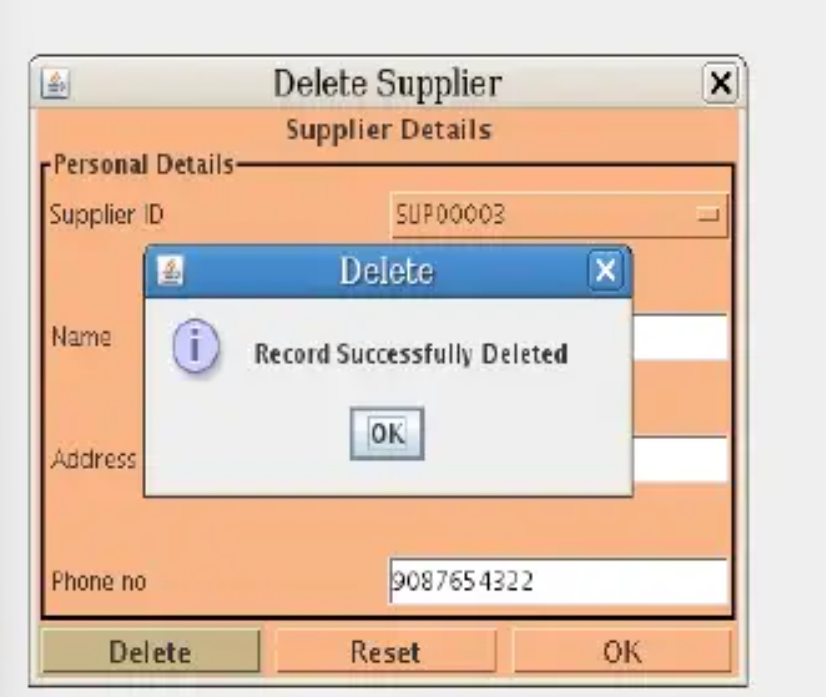 Delete Supplier
Supplier Details
Personal Details
Supplier ID SUP00003
Delete
Name
Record Successfully Deleted
OK
Address
Phone no 9087654322
Delete Reset OK